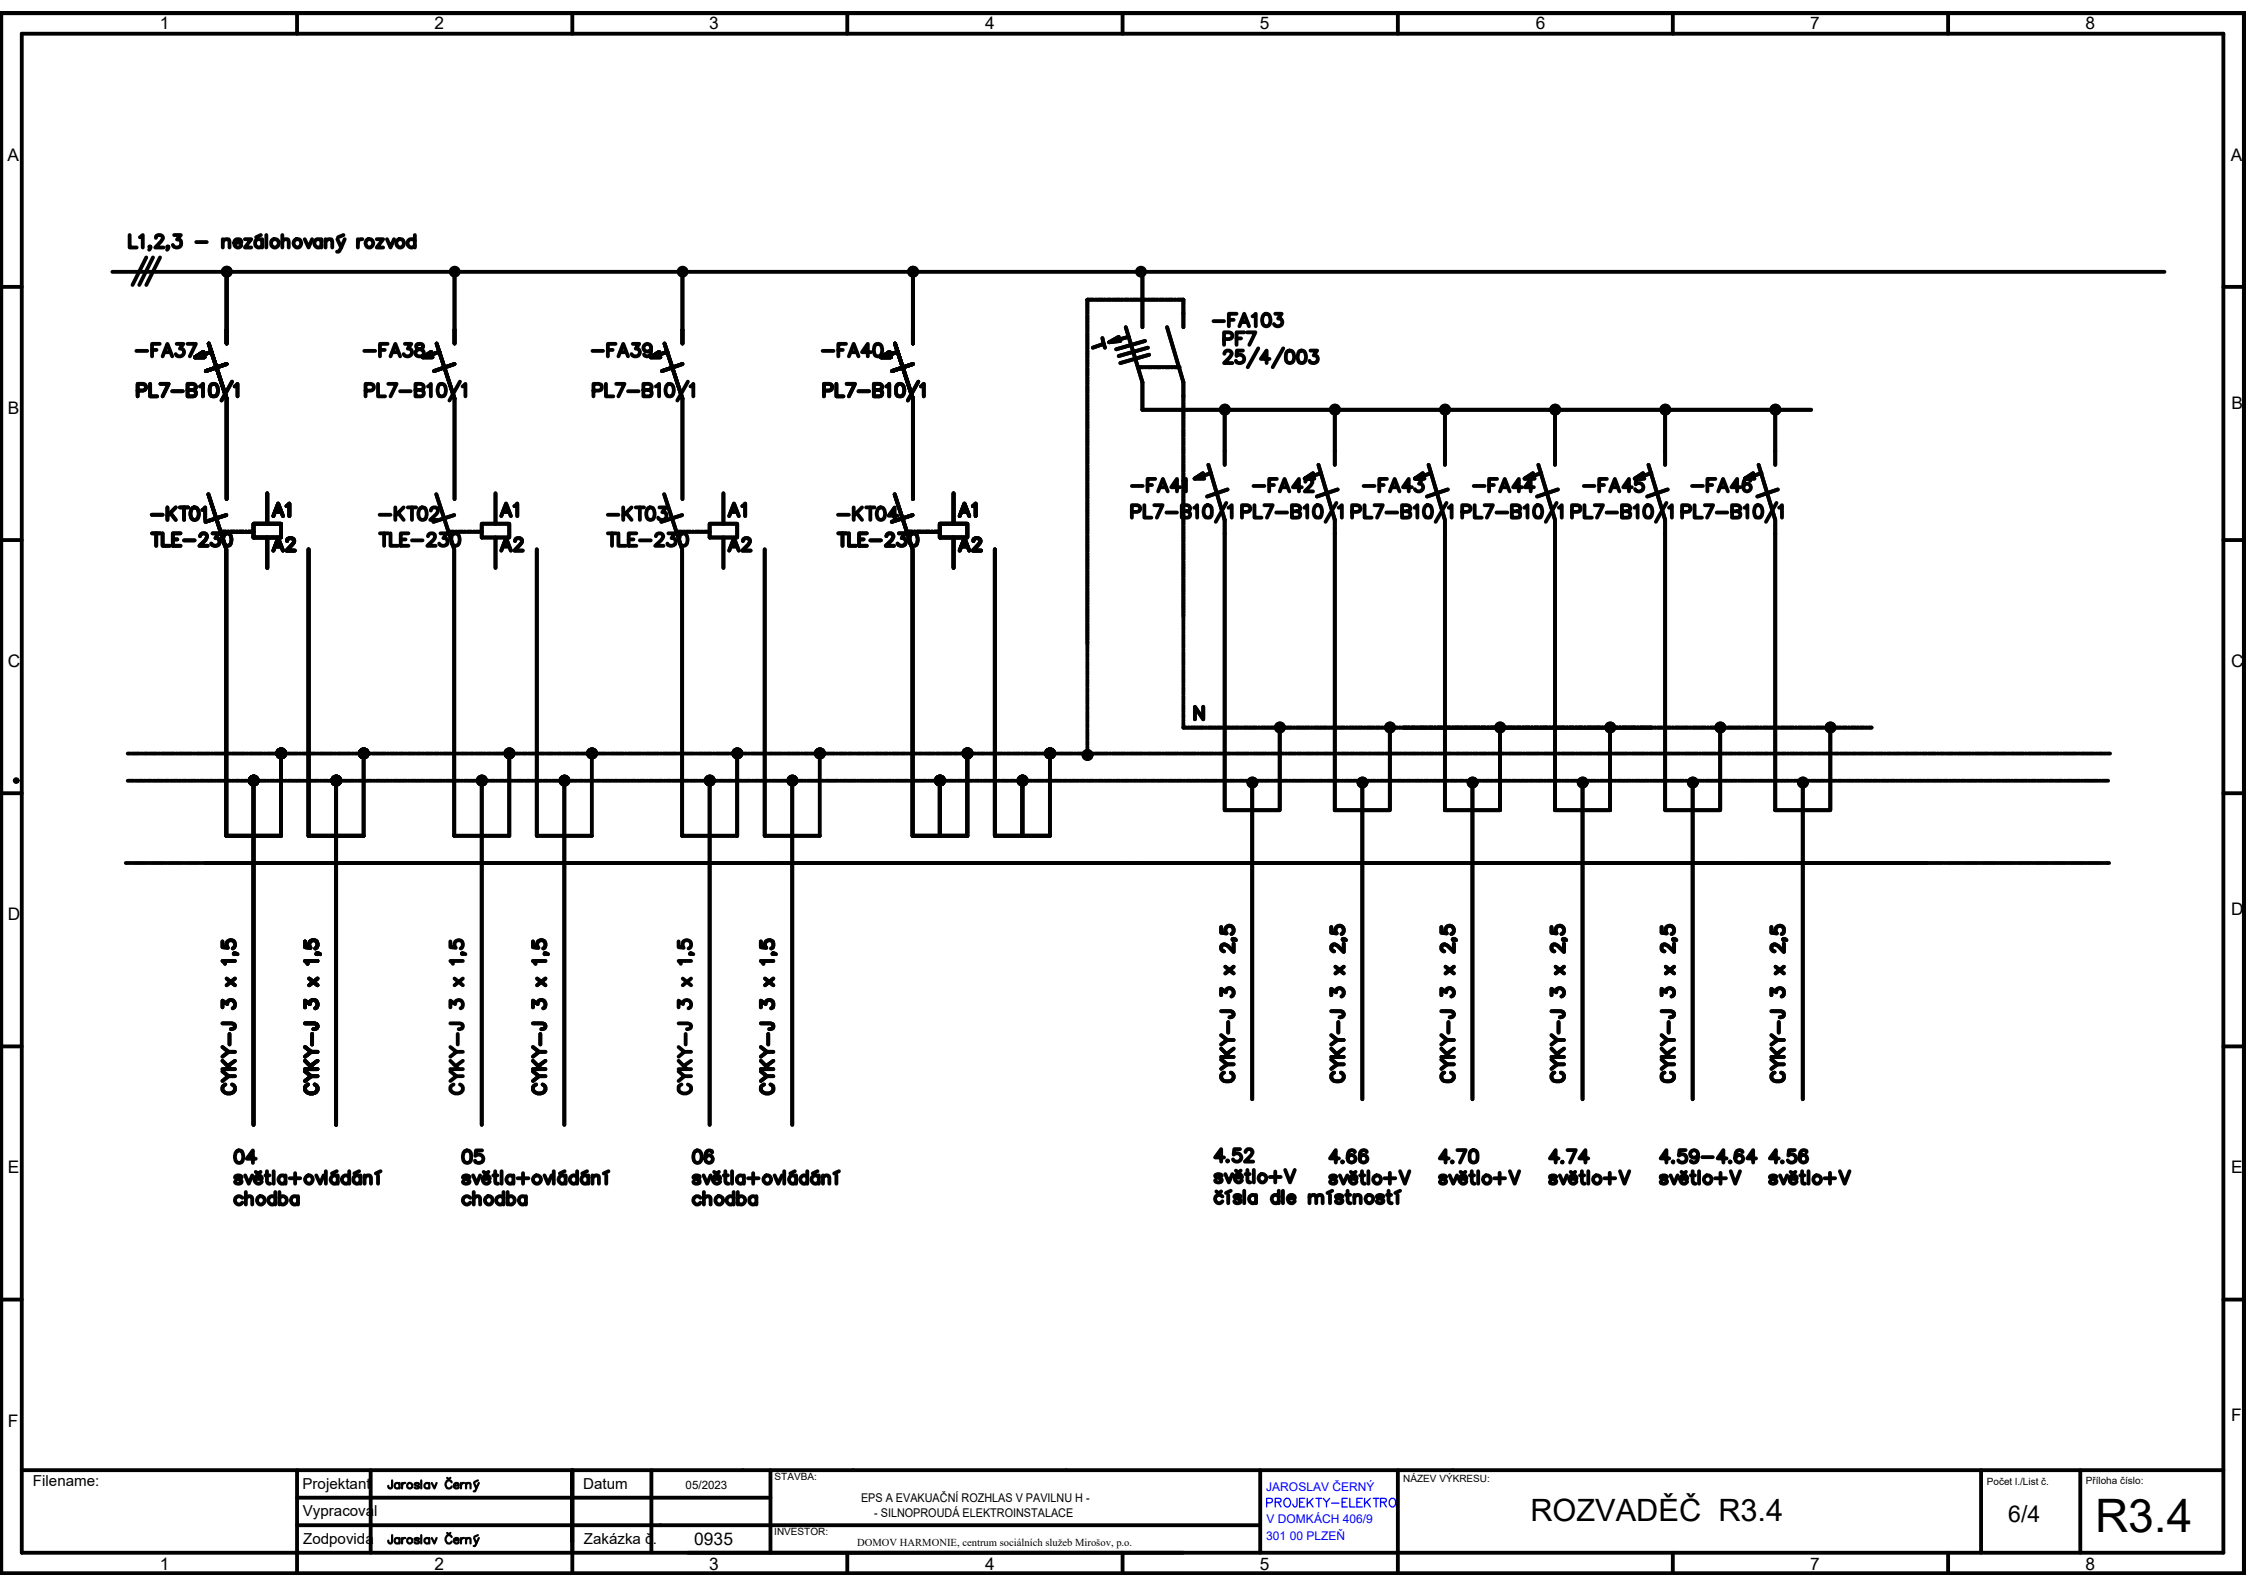 1 2 3 4 5 6 7 8
A A
L1,2,3 – nezálohovaný rozvod
-FA37 -FA38 -FA39 -FA40
PL7-B10/1 PL7-B10/1 PL7-B10/1 PL7-B10/1
-FA103
PF7
25/4/003
B B
-FA41 -FA42 -FA43 -FA44 -FA45 -FA46
PL7-B10/1 PL7-B10/1 PL7-B10/1 PL7-B10/1 PL7-B10/1 PL7-B10/1
-KT01 A1 -KT02 A1 -KT03 A1 -KT04 A1
TLE-230 A2 TLE-230 A2 TLE-230 A2 TLE-230 A2
C C
N
D D
CYKY-J 3 x 1,5
CYKY-J 3 x 1,5
CYKY-J 3 x 1,5
CYKY-J 3 x 1,5
CYKY-J 3 x 1,5
CYKY-J 3 x 1,5
CYKY-J 3 x 2,5
CYKY-J 3 x 2,5
CYKY-J 3 x 2,5
CYKY-J 3 x 2,5
CYKY-J 3 x 2,5
CYKY-J 3 x 2,5
E E
04
světla+ovládání
chodba
05
světla+ovládání
chodba
06
světla+ovládání
chodba
4.52
světlo+V
čísla dle místností
4.66
světlo+V
4.70
světlo+V
4.74
světlo+V
4.59-4.64
světlo+V
4.56
světlo+V
F F
Filename:
Projektant Jaroslav Černý
Vypracoval
Zodpovídá Jaroslav Černý
Datum 05/2023
Zakázka č. 0935
STAVBA:
EPS A EVAKUAČNÍ ROZHLAS V PAVILNU H -
- SILNOPROUDÁ ELEKTROINSTALACE
INVESTOR:
DOMOV HARMONIE, centrum sociálních služeb Mirošov, p.o.
JAROSLAV ČERNÝ
PROJEKTY-ELEKTRO
V DOMKÁCH 406/9
301 00 PLZEŇ
NÁZEV VÝKRESU:
ROZVADĚČ R3.4
Počet l./List č.
6/4
Příloha číslo:
R3.4
1 2 3 4 5 6 7 8